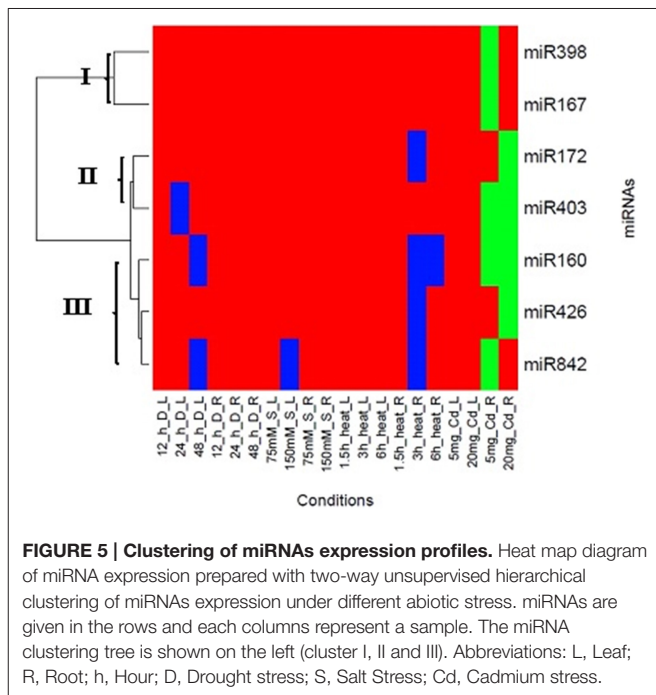 I
II
III
miR398
miR167
miR172
miR403
miR160
miR426
miR842
miRNAs
12_h_D_L
24_h_D_L
48_h_D_L
12_h_D_R
24_h_D_R
48_h_D_R
75mM_S_L
150mM_S_L
75mM_S_R
150mM_S_R
1.5h_heat_L
3h_heat_L
6h_heat_L
1.5h_heat_R
3h_heat_R
6h_heat_R
5mg_Cd_L
20mg_Cd_L
5mg_Cd_R
20mg_Cd_R
Conditions
FIGURE 5 | Clustering of miRNAs expression profiles. Heat map diagram
of miRNA expression prepared with two-way unsupervised hierarchical
clustering of miRNAs expression under different abiotic stress. miRNAs are
given in the rows and each columns represent a sample. The miRNA
clustering tree is shown on the left (cluster I, II and III). Abbreviations: L, Leaf;
R, Root; h, Hour; D, Drought stress; S, Salt Stress; Cd, Cadmium stress.